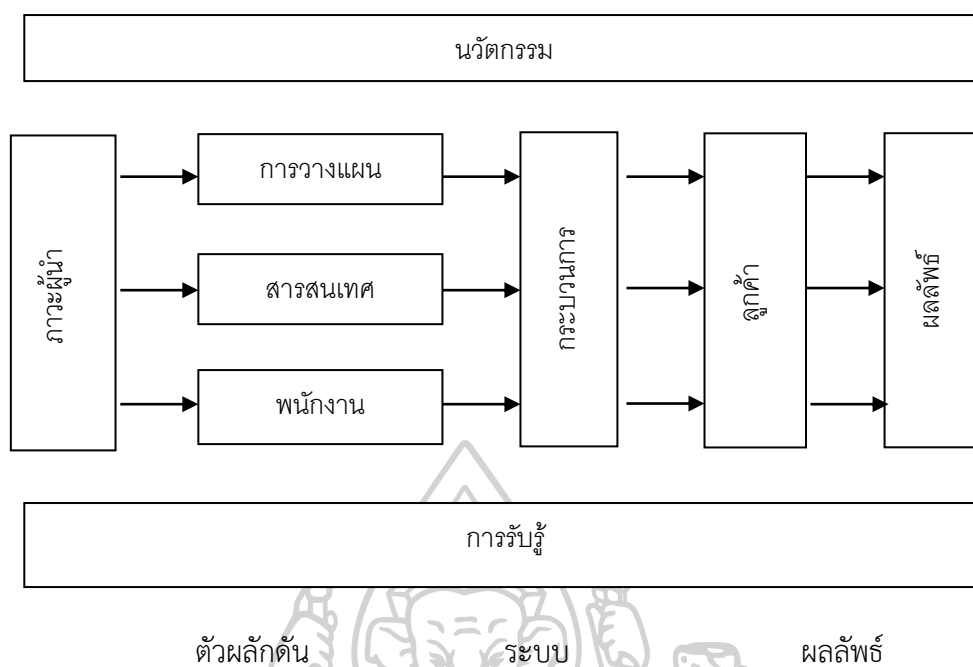 นวัตกรรม
ภาวะผู้นำ
การวางแผน
สารสนเทศ
พนักงาน
กระบวนการ
ลูกค้า
ผลลัพธ์
การรับรู้
ตัวผลักดัน ระบบ ผลลัพธ์